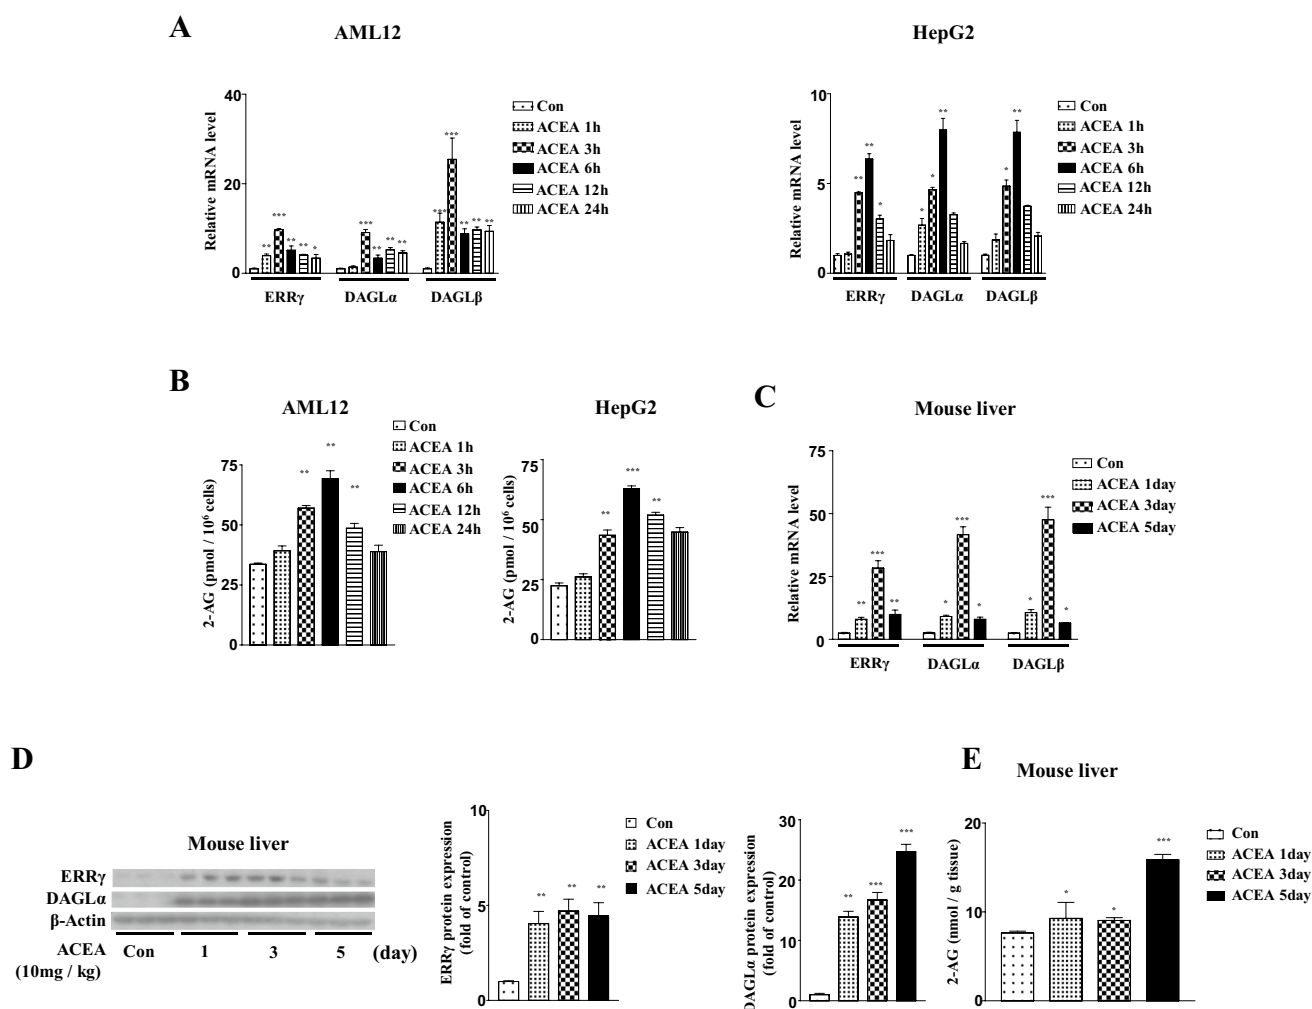 A
AML12
HepG2
Relative mRNA level
40
20
0
** *** ** ** *
*** ** ** **
*** *** ** ** **
ERRγ
DAGLα
DAGLβ
Con
ACEA 1h
ACEA 3h
ACEA 6h
ACEA 12h
ACEA 24h
Relative mRNA level
10
5
0
** ** *
* * **
* **
ERRγ
DAGLα
DAGLβ
Con
ACEA 1h
ACEA 3h
ACEA 6h
ACEA 12h
ACEA 24h
B
AML12
2-AG (pmol / 10⁶ cells)
75
50
25
0
** ** **
Con
ACEA 1h
ACEA 3h
ACEA 6h
ACEA 12h
ACEA 24h
HepG2
2-AG (pmol / 10⁶ cells)
75
50
25
0
** *** **
C
Mouse liver
Relative mRNA level
75
50
25
0
** *** **
* *** *
* *** *
ERRγ
DAGLα
DAGLβ
Con
ACEA 1day
ACEA 3day
ACEA 5day
D
Mouse liver
ERRγ
DAGLα
β-Actin
ACEA
(10mg / kg)
Con
1
3
5
(day)
ERRγ protein expression
(fold of control)
10
5
0
** ** **
Con
ACEA 1day
ACEA 3day
ACEA 5day
DAGLα protein expression
(fold of control)
30
20
10
0
** *** ***
E
Mouse liver
2-AG (nmol / g tissue)
20
10
0
* * ***
Con
ACEA 1day
ACEA 3day
ACEA 5day